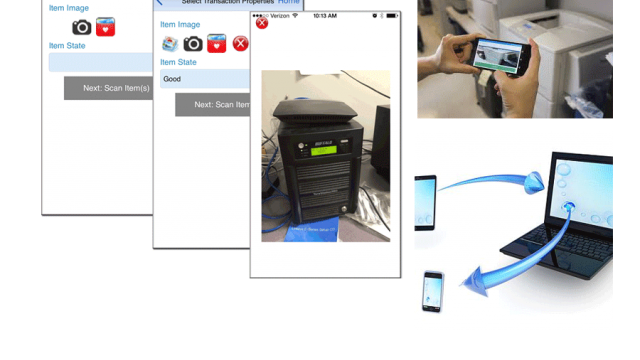 Item Image
Item State
Next: Scan Item(s)
Select Transaction Properties Home
Item Image
Item State
Good
Next: Scan Item
Verizon 10:13 AM
BUFFALO